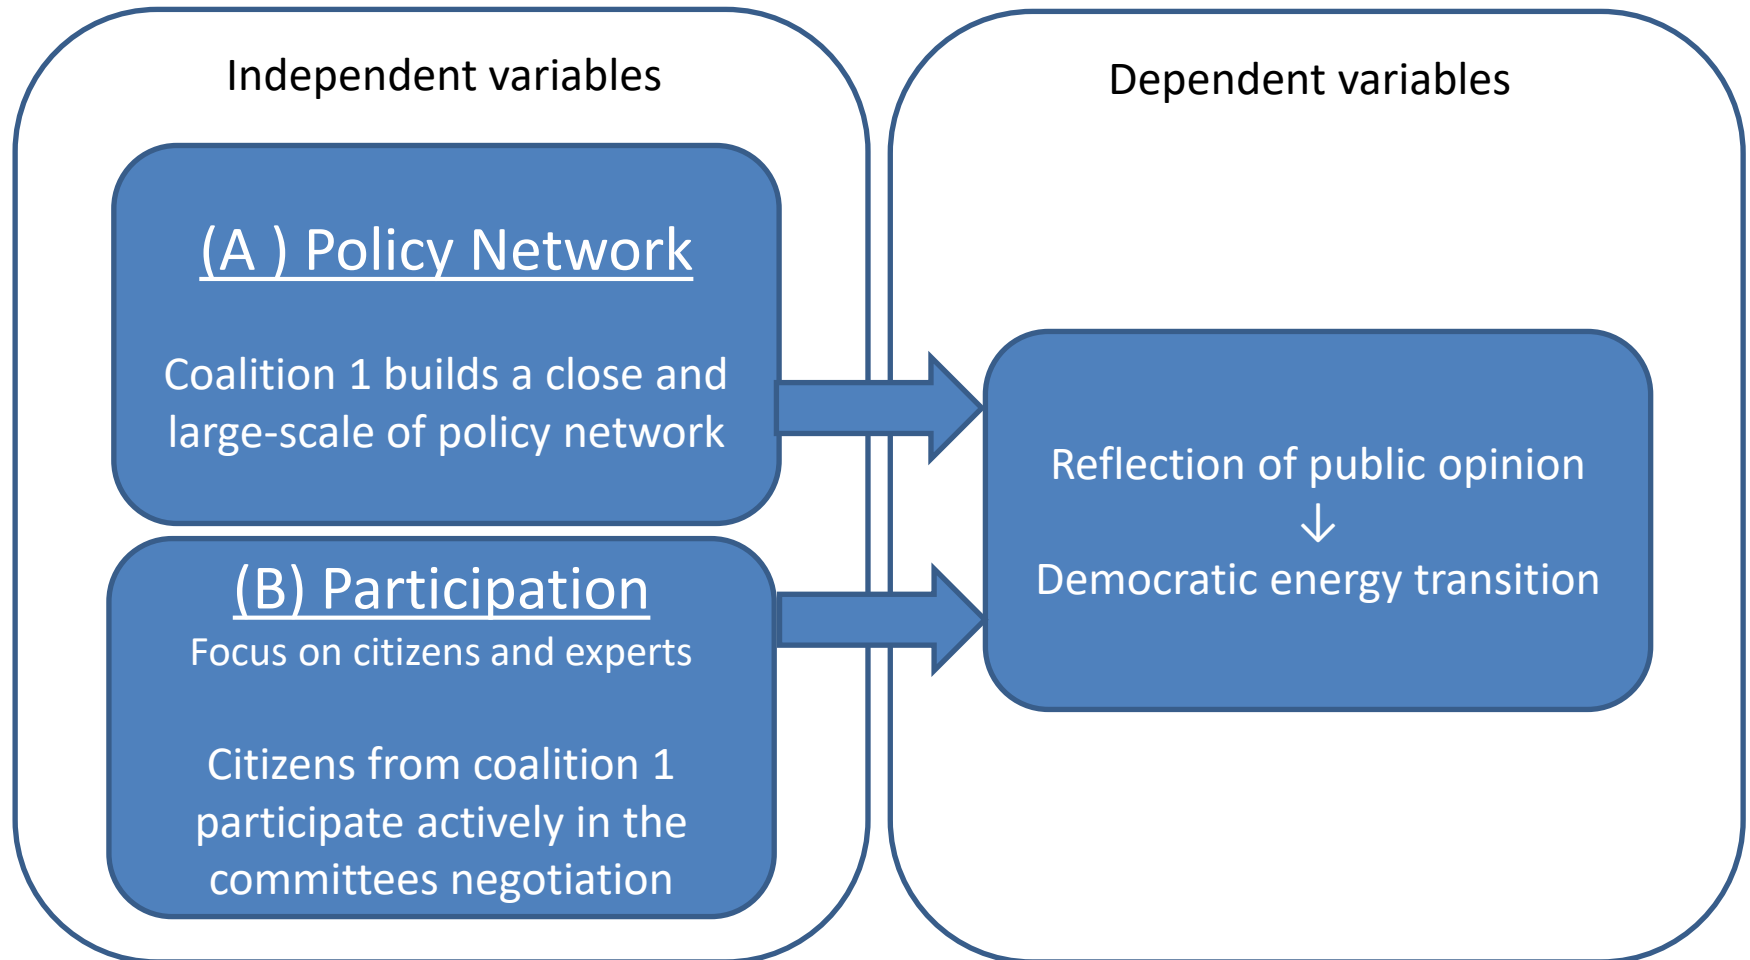 Independent variables
(A ) Policy Network
Coalition 1 builds a close and
large-scale of policy network
(B) Participation
Focus on citizens and experts
Citizens from coalition 1
participate actively in the
committees negotiation
Dependent variables
Reflection of public opinion
↓
Democratic energy transition